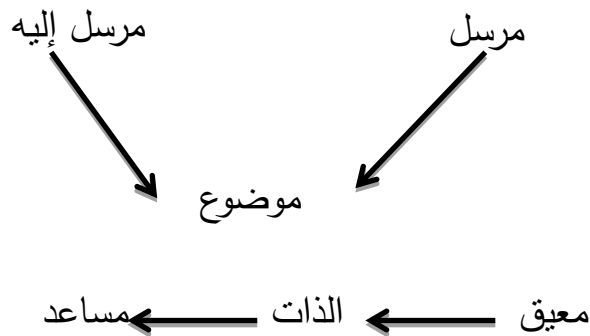 مرسل مرسل إليه
موضوع
معيق الذات مساعد